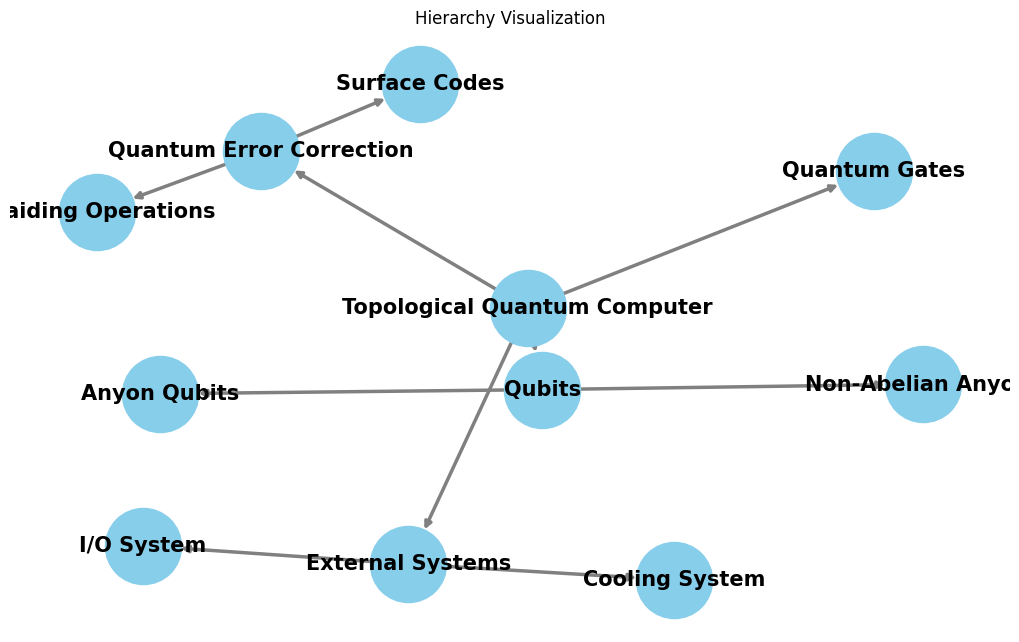 Hierarchy Visualization
Surface Codes
Quantum Error Correction
Quantum Gates
aiding Operations
Topological Quantum Computer
Anyon Qubits
Qubits
Non-Abelian Anyo
I/O System
External Systems
Cooling System